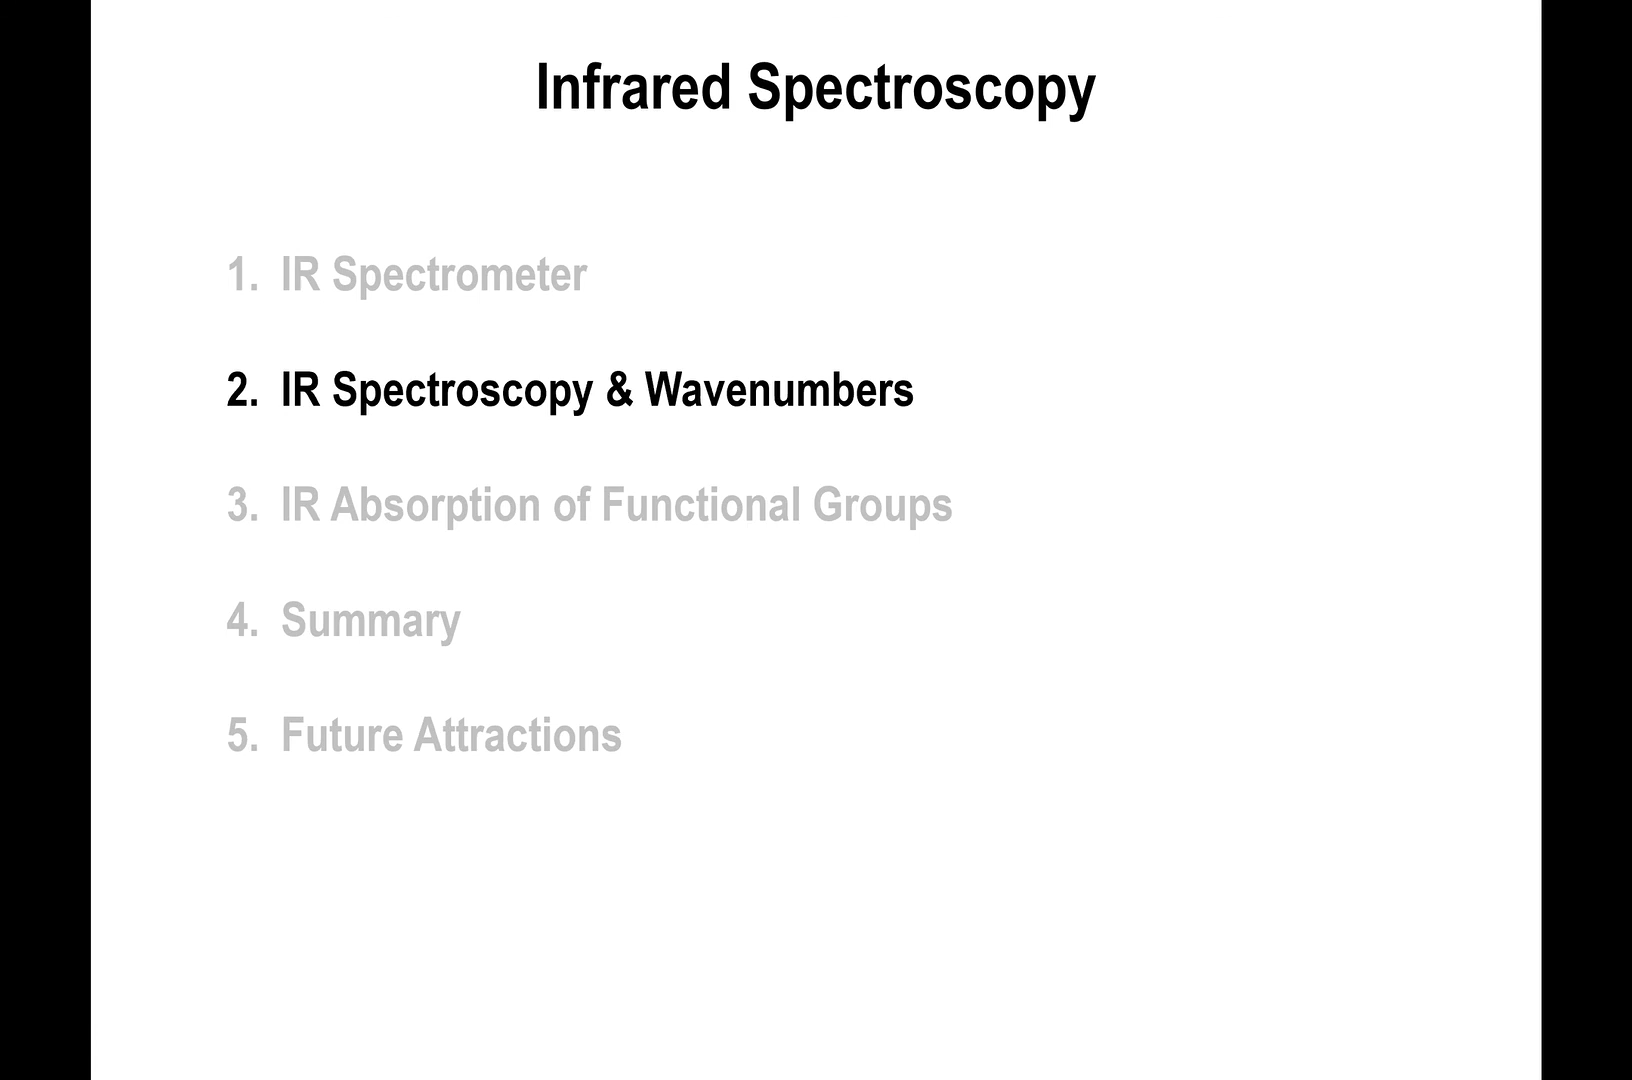 Infrared Spectroscopy
1. IR Spectrometer
2. IR Spectroscopy & Wavenumbers
3. IR Absorption of Functional Groups
4. Summary
5. Future Attractions